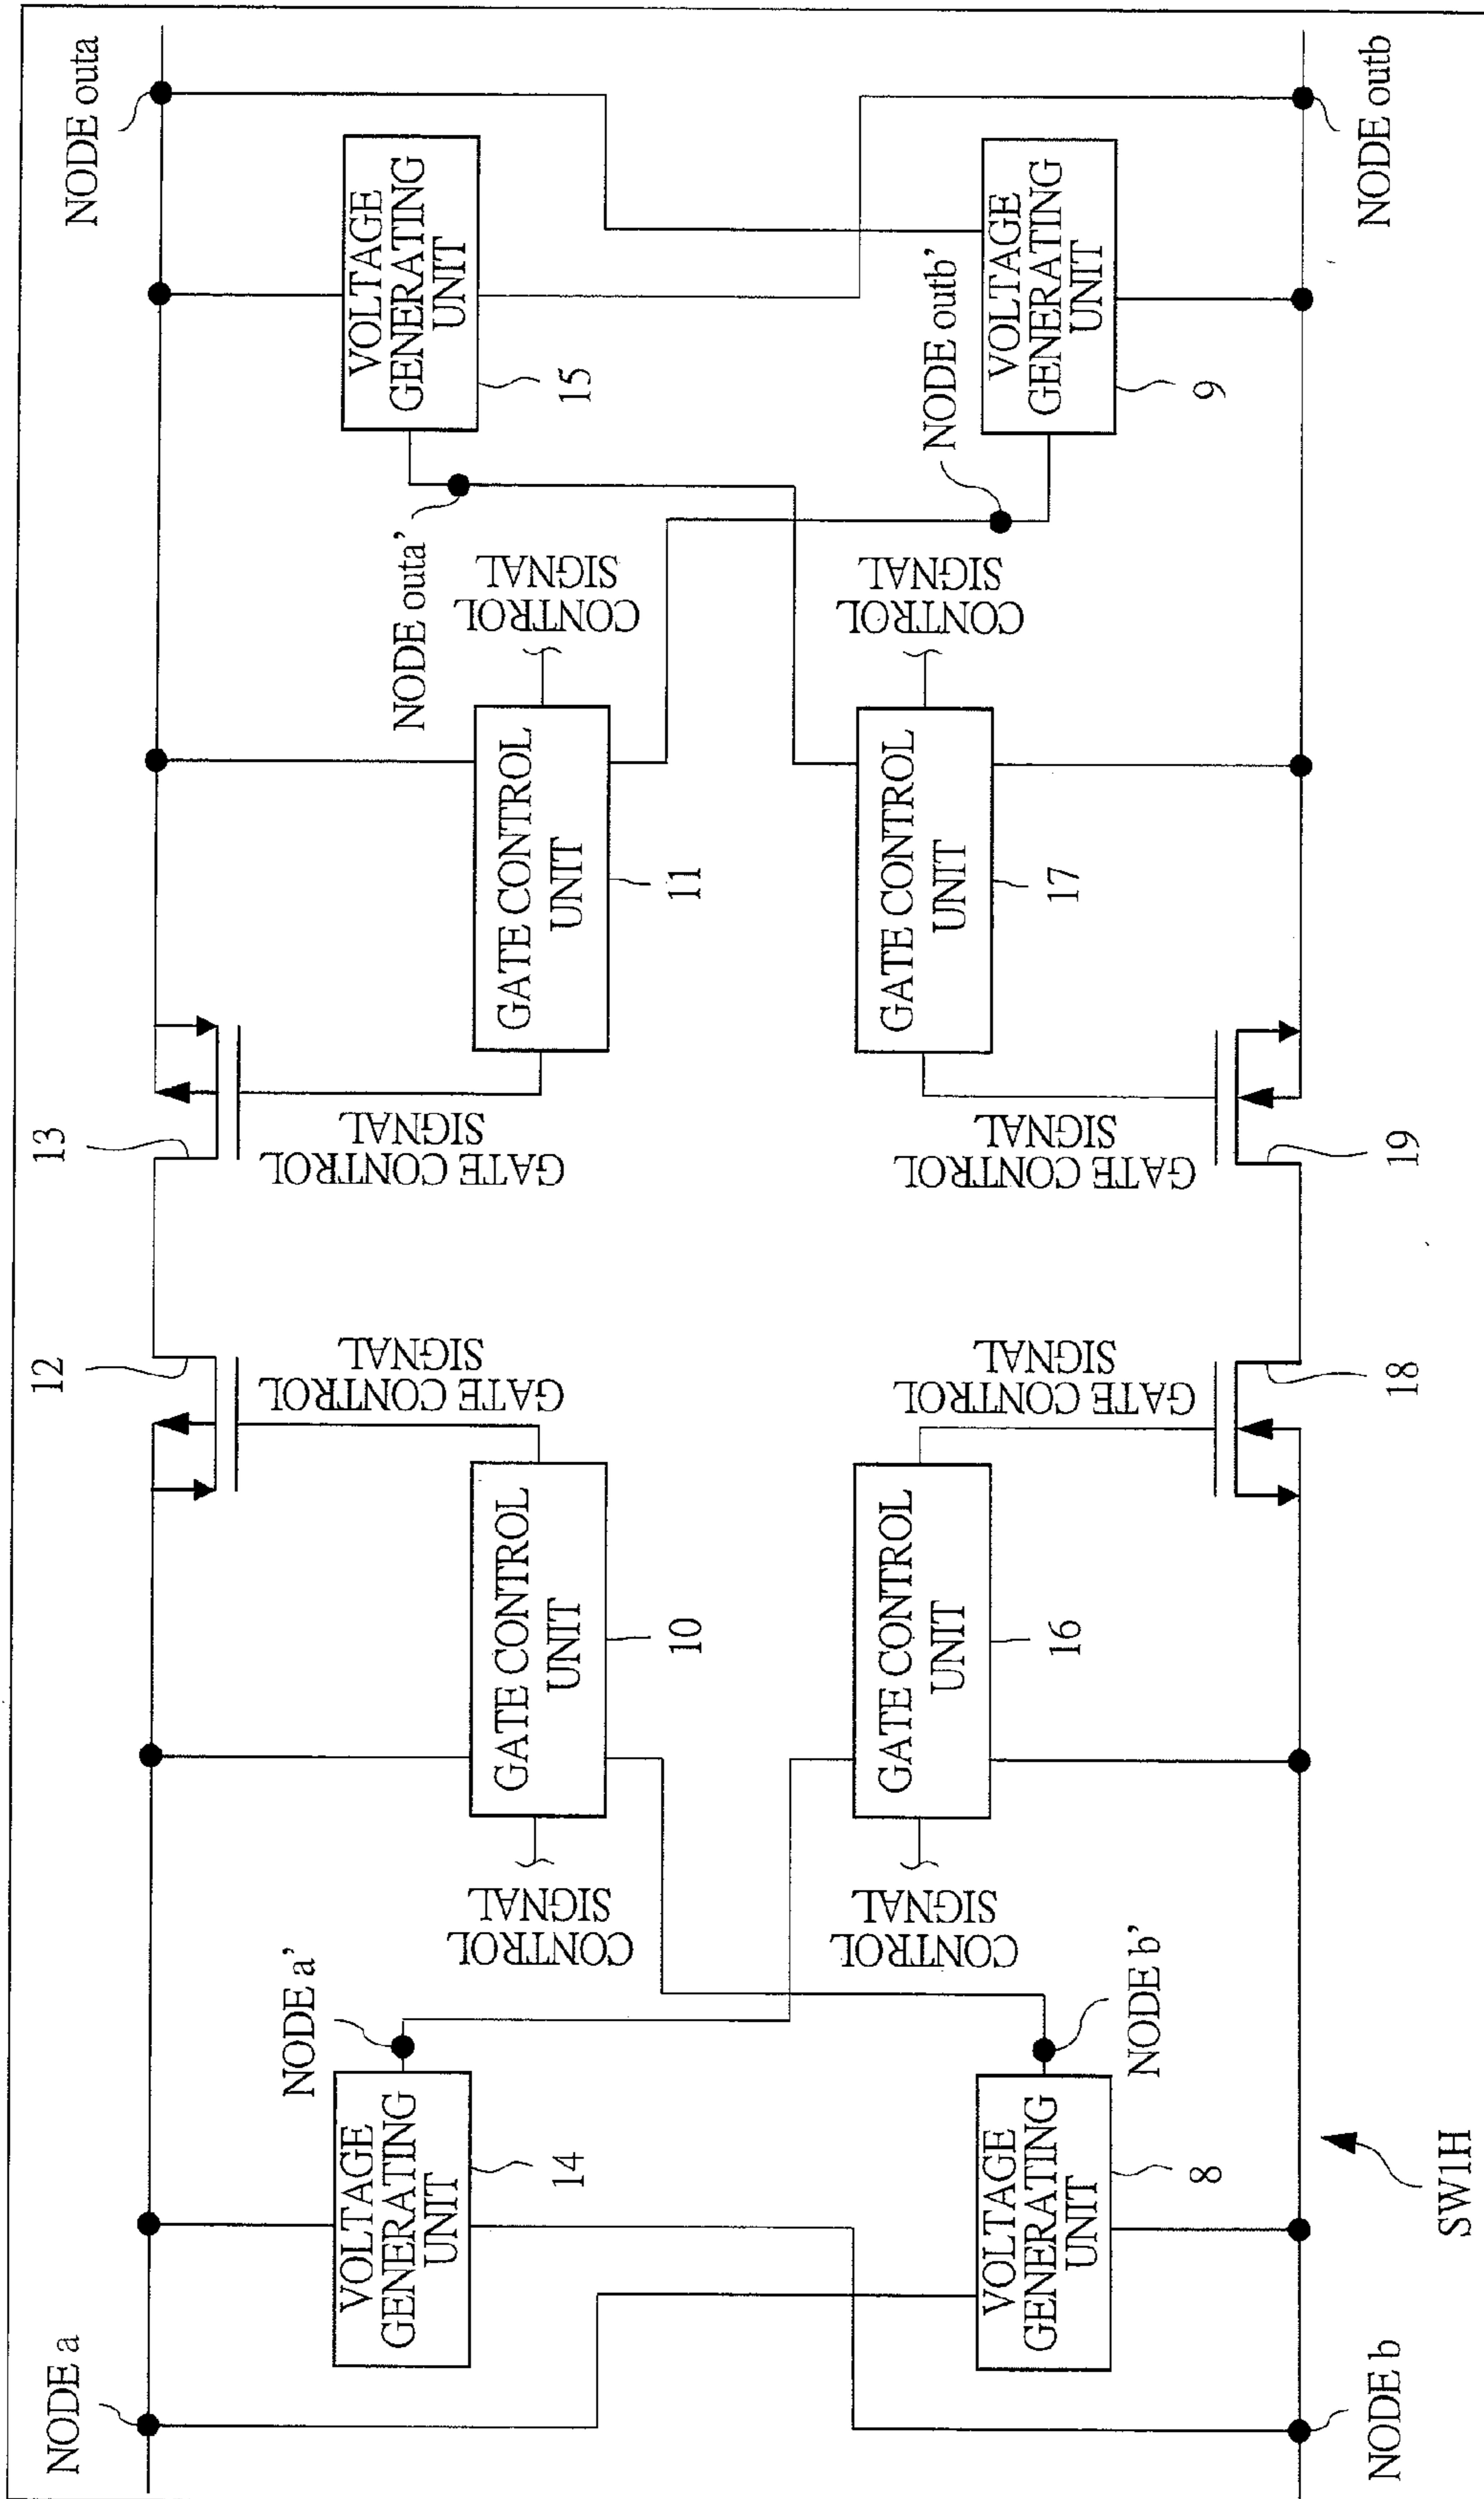 NODE a
NODE outa
12
13
GATE CONTROL
SIGNAL
GATE CONTROL
SIGNAL
VOLTAGE
GENERATING
UNIT
14
NODE a'
CONTROL
SIGNAL
GATE CONTROL
UNIT
10
GATE CONTROL
UNIT
11
CONTROL
SIGNAL
NODE outa'
VOLTAGE
GENERATING
UNIT
15
CONTROL
SIGNAL
GATE CONTROL
UNIT
16
GATE CONTROL
UNIT
17
CONTROL
SIGNAL
NODE outb'
VOLTAGE
GENERATING
UNIT
8
NODE b'
GATE CONTROL
SIGNAL
GATE CONTROL
SIGNAL
VOLTAGE
GENERATING
UNIT
9
NODE b
18
19
NODE outb
SW1H